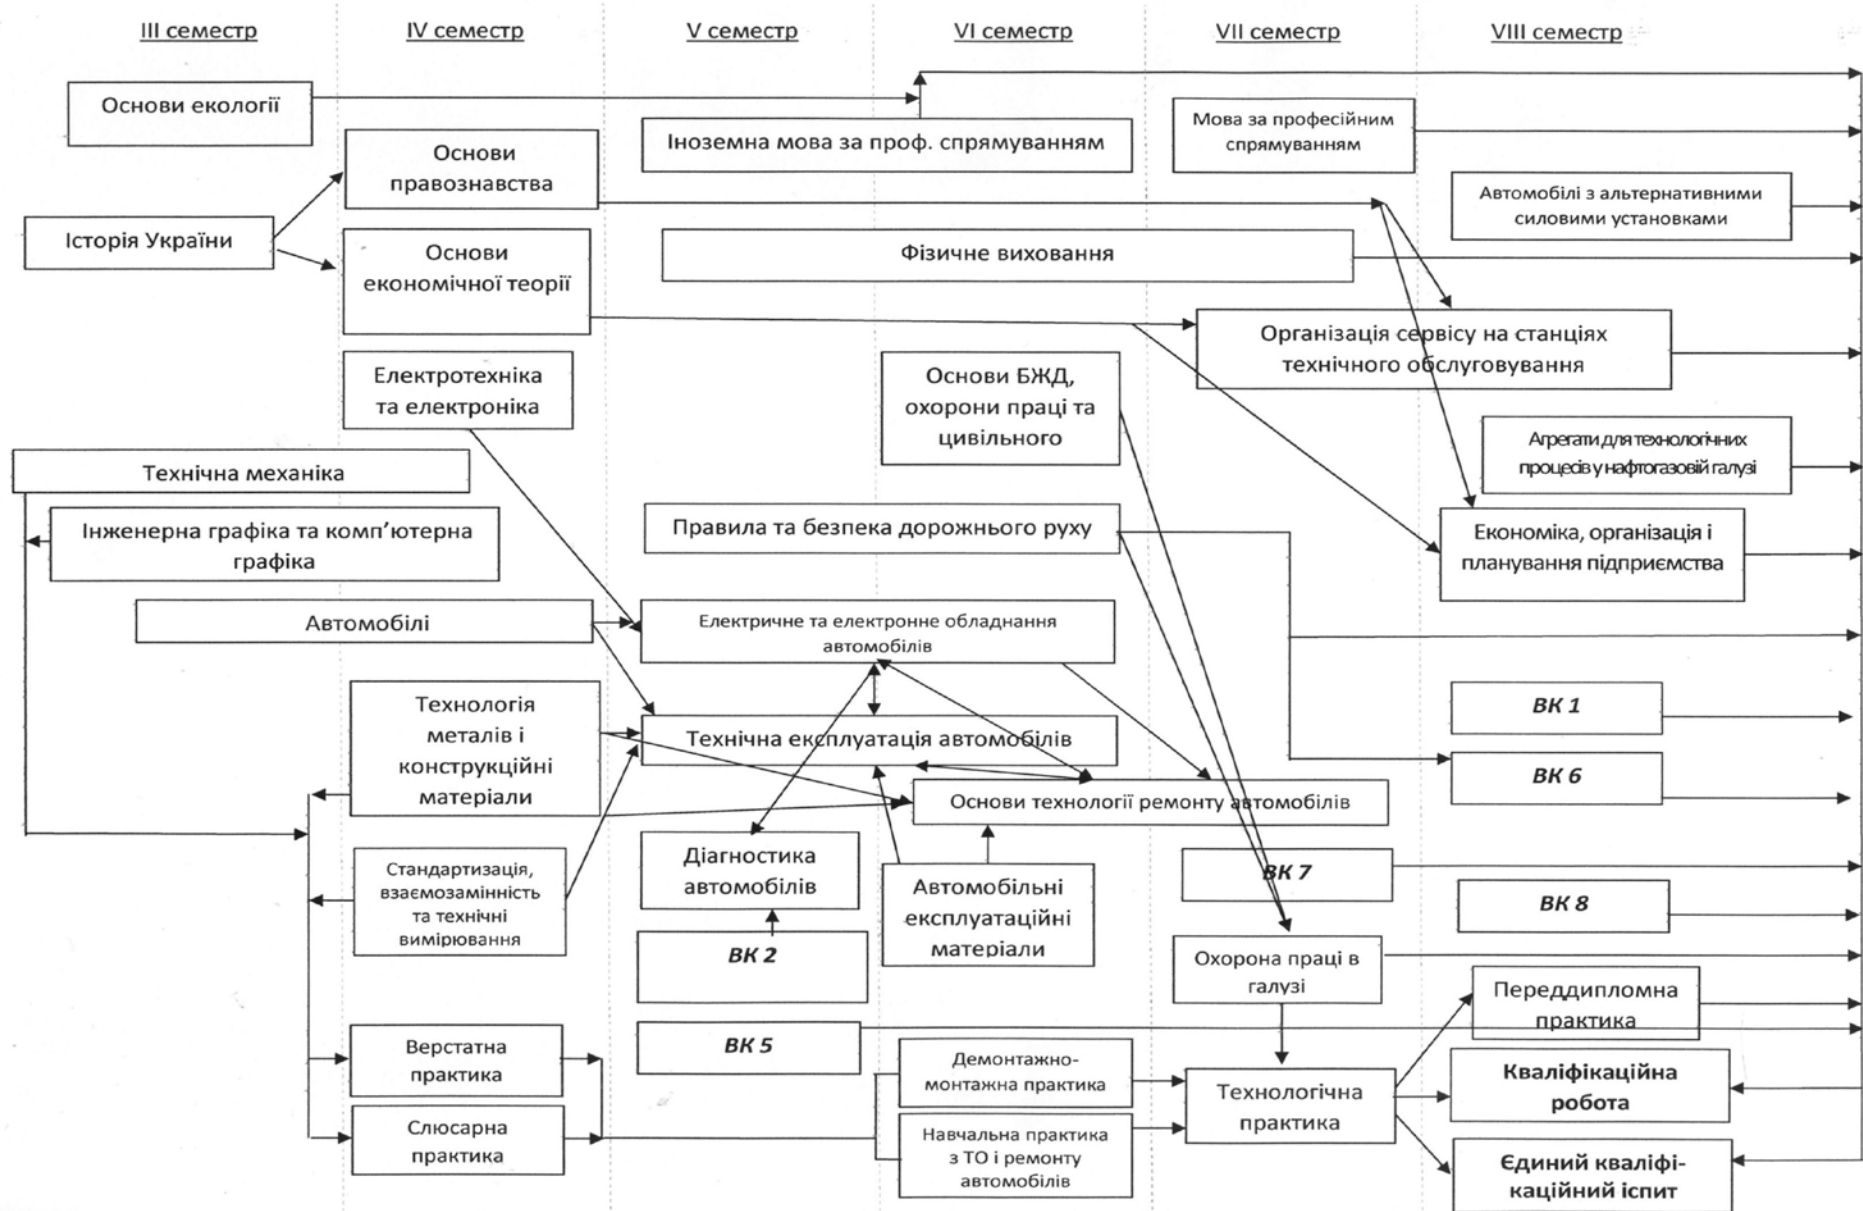 III семестр
IV семестр
V семестр
VI семестр
VII семестр
VIII семестр
Основи екології
Основи
правознавства
Іноземна мова за проф. спрямуванням
Мова за професійним
спрямуванням
Автомобілі з альтернативними
силовими установками
Історія України
Основи
економічної теорії
Фізичне виховання
Організація сервісу на станціях
технічного обслуговування
Електротехніка
та електроніка
Основи БЖД,
охорони праці та
цивільного
Агрегати для технологічних
процесів у нафтогазовій галузі
Технічна механіка
Інженерна графіка та комп’ютерна
графіка
Правила та безпека дорожнього руху
Економіка, організація і
планування підприємства
Автомобілі
Електричне та електронне обладнання
автомобілів
Технологія
металів і
конструкційні
матеріали
Технічна експлуатація автомобілів
ВК 1
ВК 6
Основи технології ремонту автомобілів
Стандартизація,
взаємозамінність
та технічні
вимірювання
Діагностика
автомобілів
Автомобільні
експлуатаційні
матеріали
ВК 7
ВК 8
ВК 2
Охорона праці в
галузі
Переддипломна
практика
ВК 5
Верстатна
практика
Демонтажно-
монтажна практика
Технологічна
практика
Кваліфікаційна
робота
Слюсарна
практика
Навчальна практика
з ТО і ремонту
автомобілів
Єдиний кваліфі-
каційний іспит